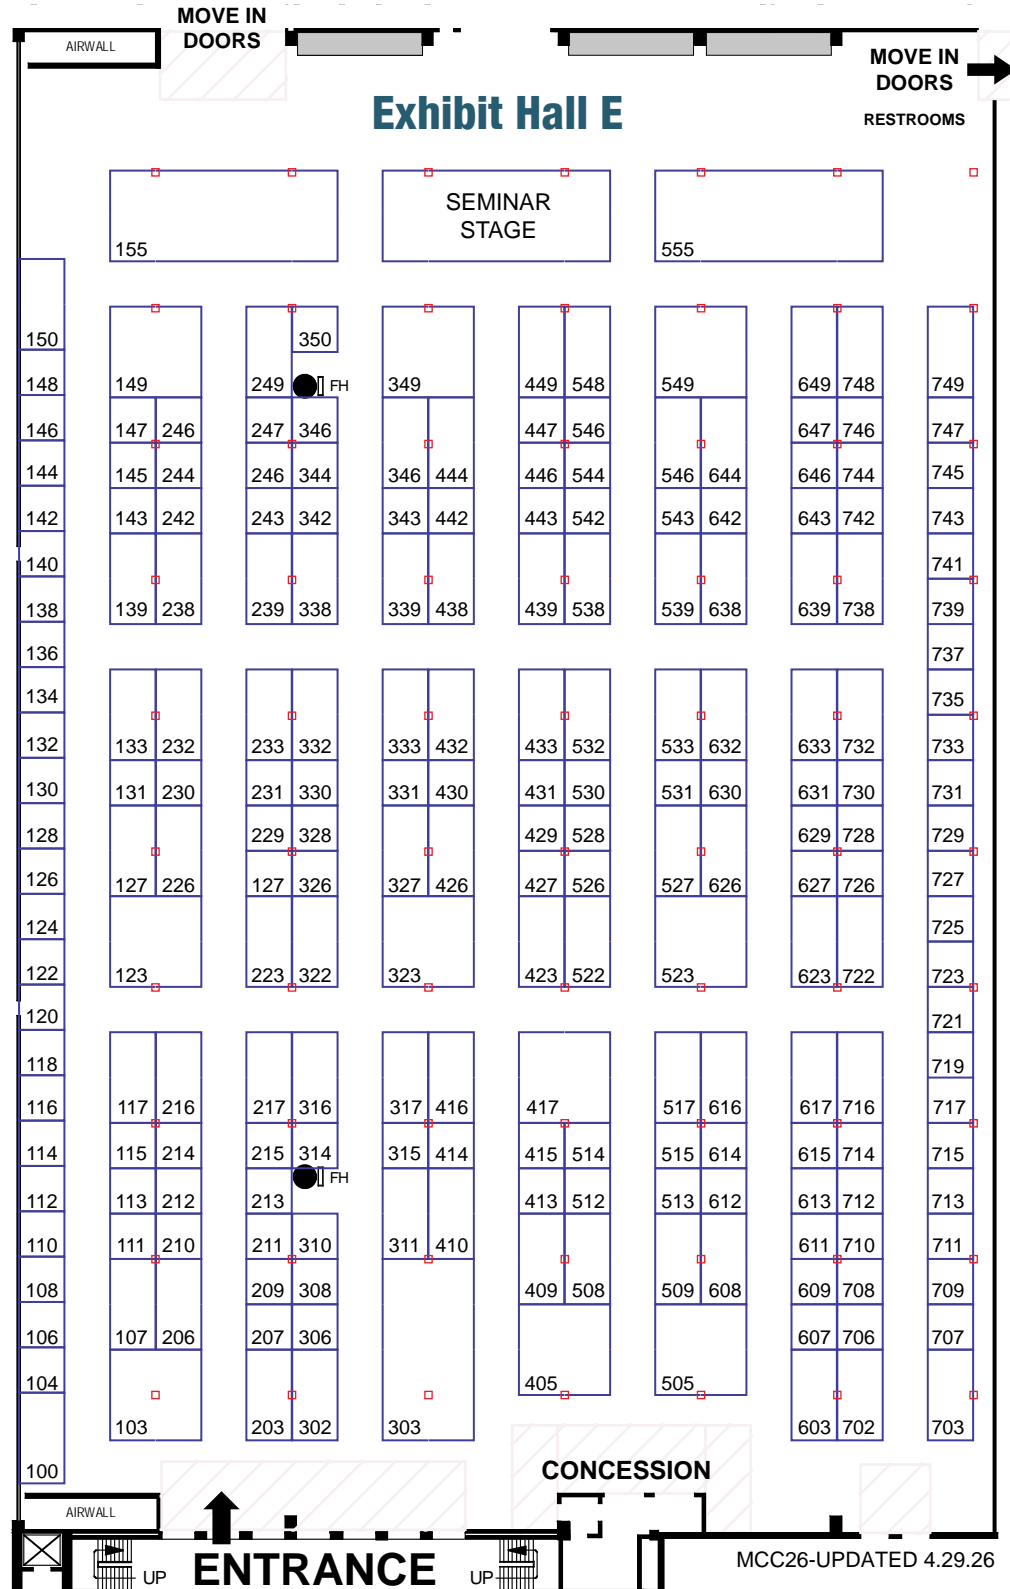 MOVE IN
DOORS
AIRWALL
MOVE IN
DOORS
RESTROOMS
Exhibit Hall E
SEMINAR
STAGE
155 555
150 350
148 149 249 FH 349 449 548 549 649 748 749
146 147 246 247 346 447 546 647 746 747
144 145 244 246 344 346 444 446 544 546 644 646 744 745
142 143 242 243 342 343 442 443 542 543 642 643 742 743
140 741
138 139 238 239 338 339 438 439 538 539 638 639 738 739
136 737
134 735
132 133 232 233 332 333 432 433 532 533 632 633 732 733
130 131 230 231 330 331 430 431 530 531 630 631 730 731
128 229 328 429 528 629 728 729
126 127 226 127 326 327 426 427 526 527 626 627 726 727
124 725
122 123 223 322 323 423 522 523 623 722 723
120 721
118 719
116 117 216 217 316 317 416 417 517 616 617 716 717
114 115 214 215 314 315 414 415 514 515 614 615 714 715
FH
112 113 212 213 413 512 513 612 613 712 713
110 111 210 211 310 311 410 611 710 711
108 209 308 409 508 509 608 609 708 709
106 107 206 207 306 607 706 707
104 405 505
103 203 302 303 603 702 703
100
CONCESSION
AIRWALL
UP
ENTRANCE
UP
MCC26-UPDATED 4.29.26